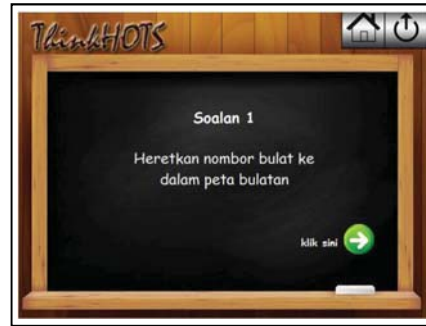 ThinkHOTS
Soalan 1
Heretkan nombor bulat ke
dalam peta bulatan
klik sini